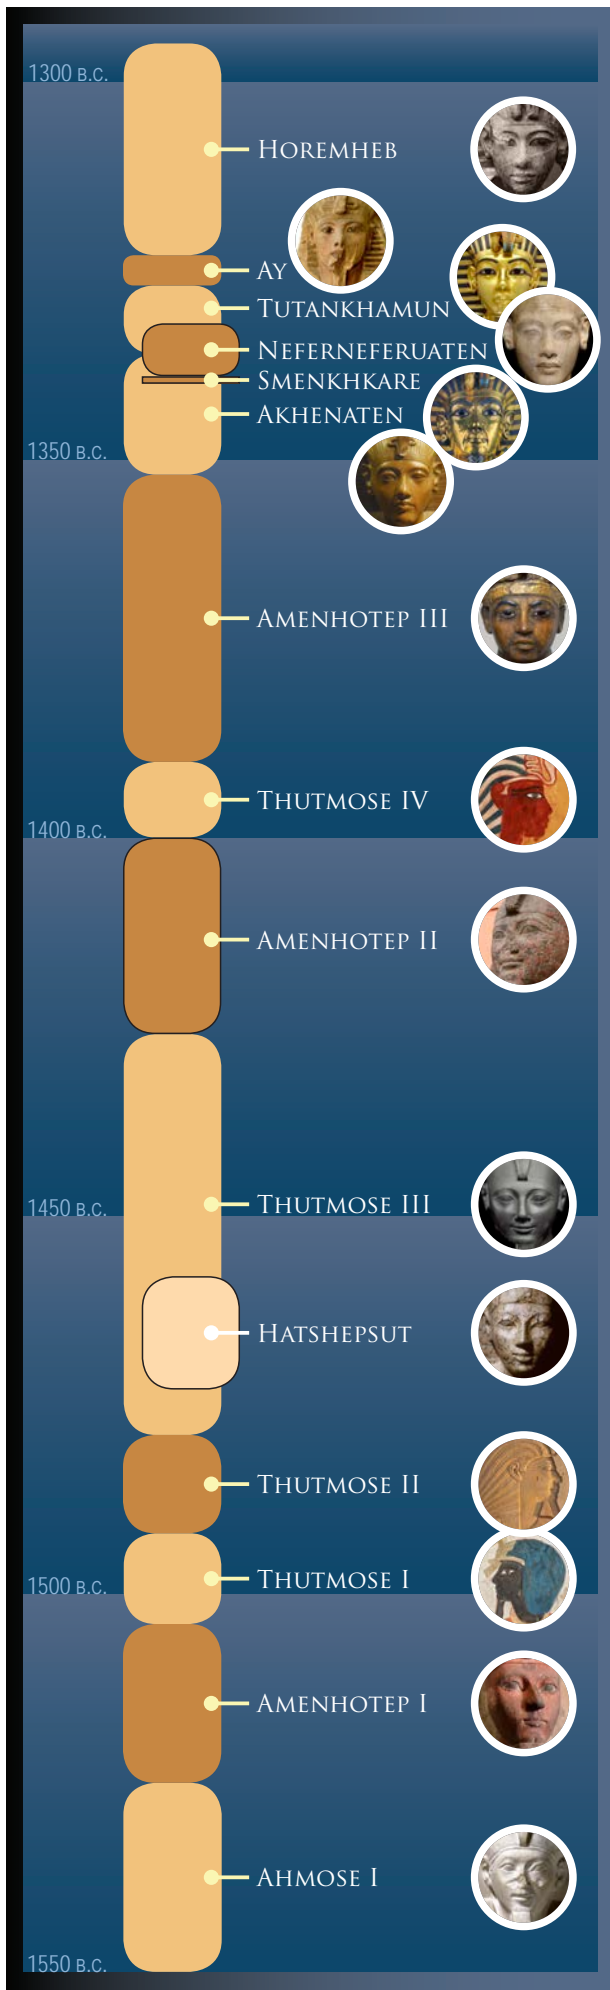 1300 B.C.
HOREMHEB
AY
TUTANKHAMUN
NEFERNEFERUATEN
SMENKHKARE
AKHENATEN
1350 B.C.
AMENHOTEP III
THUTMOSE IV
1400 B.C.
AMENHOTEP II
THUTMOSE III
1450 B.C.
HATSHEPSUT
THUTMOSE II
THUTMOSE I
1500 B.C.
AMENHOTEP I
AHMOSE I
1550 B.C.